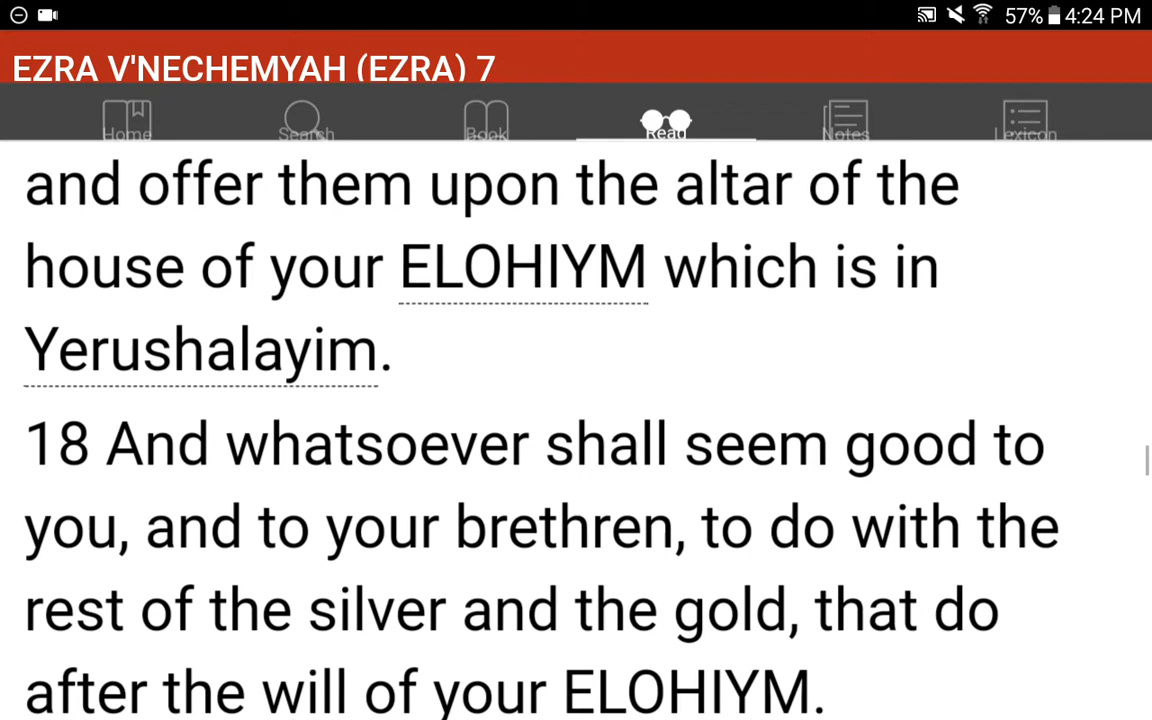 57% 4:24 PM
EZRA V'NECHEMYAH (EZRA) 7
Home Search Book Read Notes Lexicon
and offer them upon the altar of the
house of your ELOHIYM which is in
Yerushalayim.
18 And whatsoever shall seem good to
you, and to your brethren, to do with the
rest of the silver and the gold, that do
after the will of your ELOHIYM.